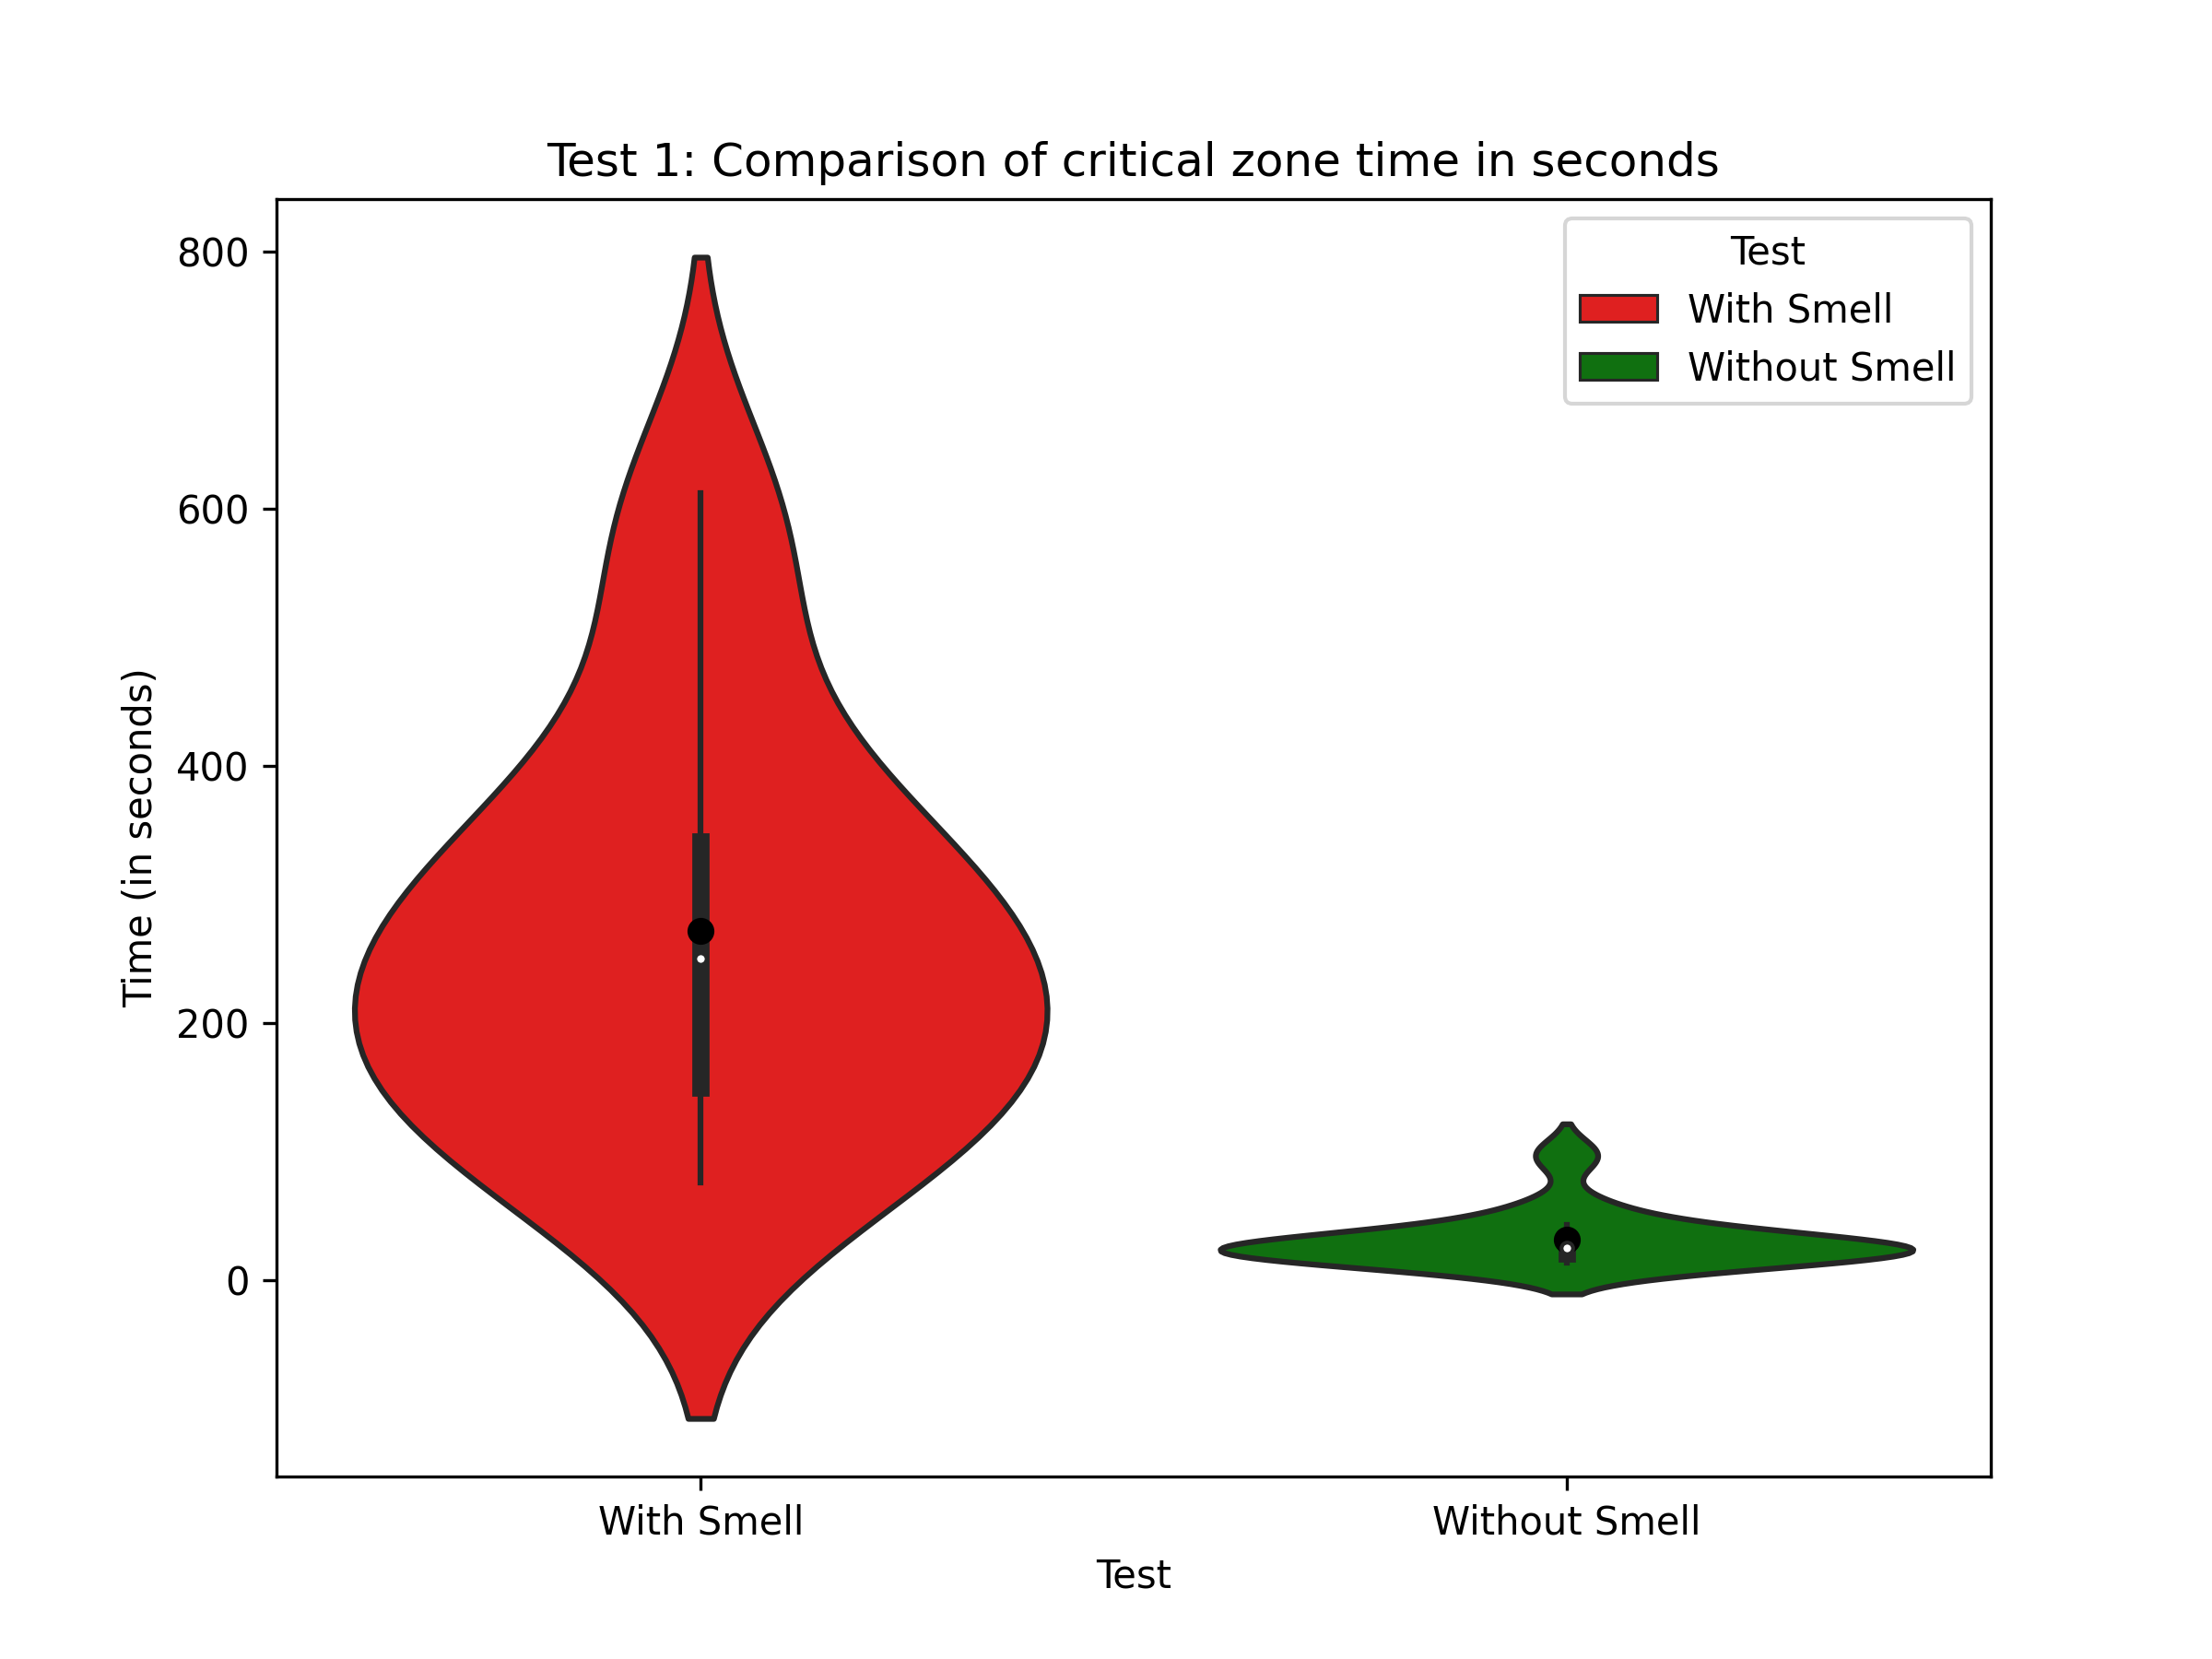 Test 1: Comparison of critical zone time in seconds
Test
With Smell
Without Smell
800
600
400
200
0
Time (in seconds)
With Smell
Without Smell
Test